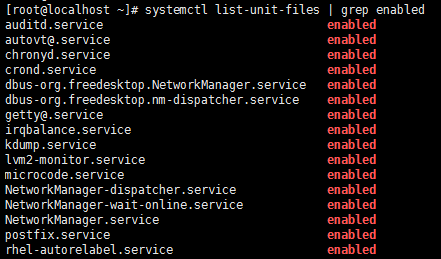 [root@localhost ~]# systemctl list-unit-files | grep enabled
auditd.service enabled
autovt@.service enabled
chronyd.service enabled
crond.service enabled
dbus-org.freedesktop.NetworkManager.service enabled
dbus-org.freedesktop.nm-dispatcher.service enabled
getty@.service enabled
irqbalance.service enabled
kdump.service enabled
lvm2-monitor.service enabled
microcode.service enabled
NetworkManager-dispatcher.service enabled
NetworkManager-wait-online.service enabled
NetworkManager.service enabled
postfix.service enabled
rhel-autorelabel.service enabled